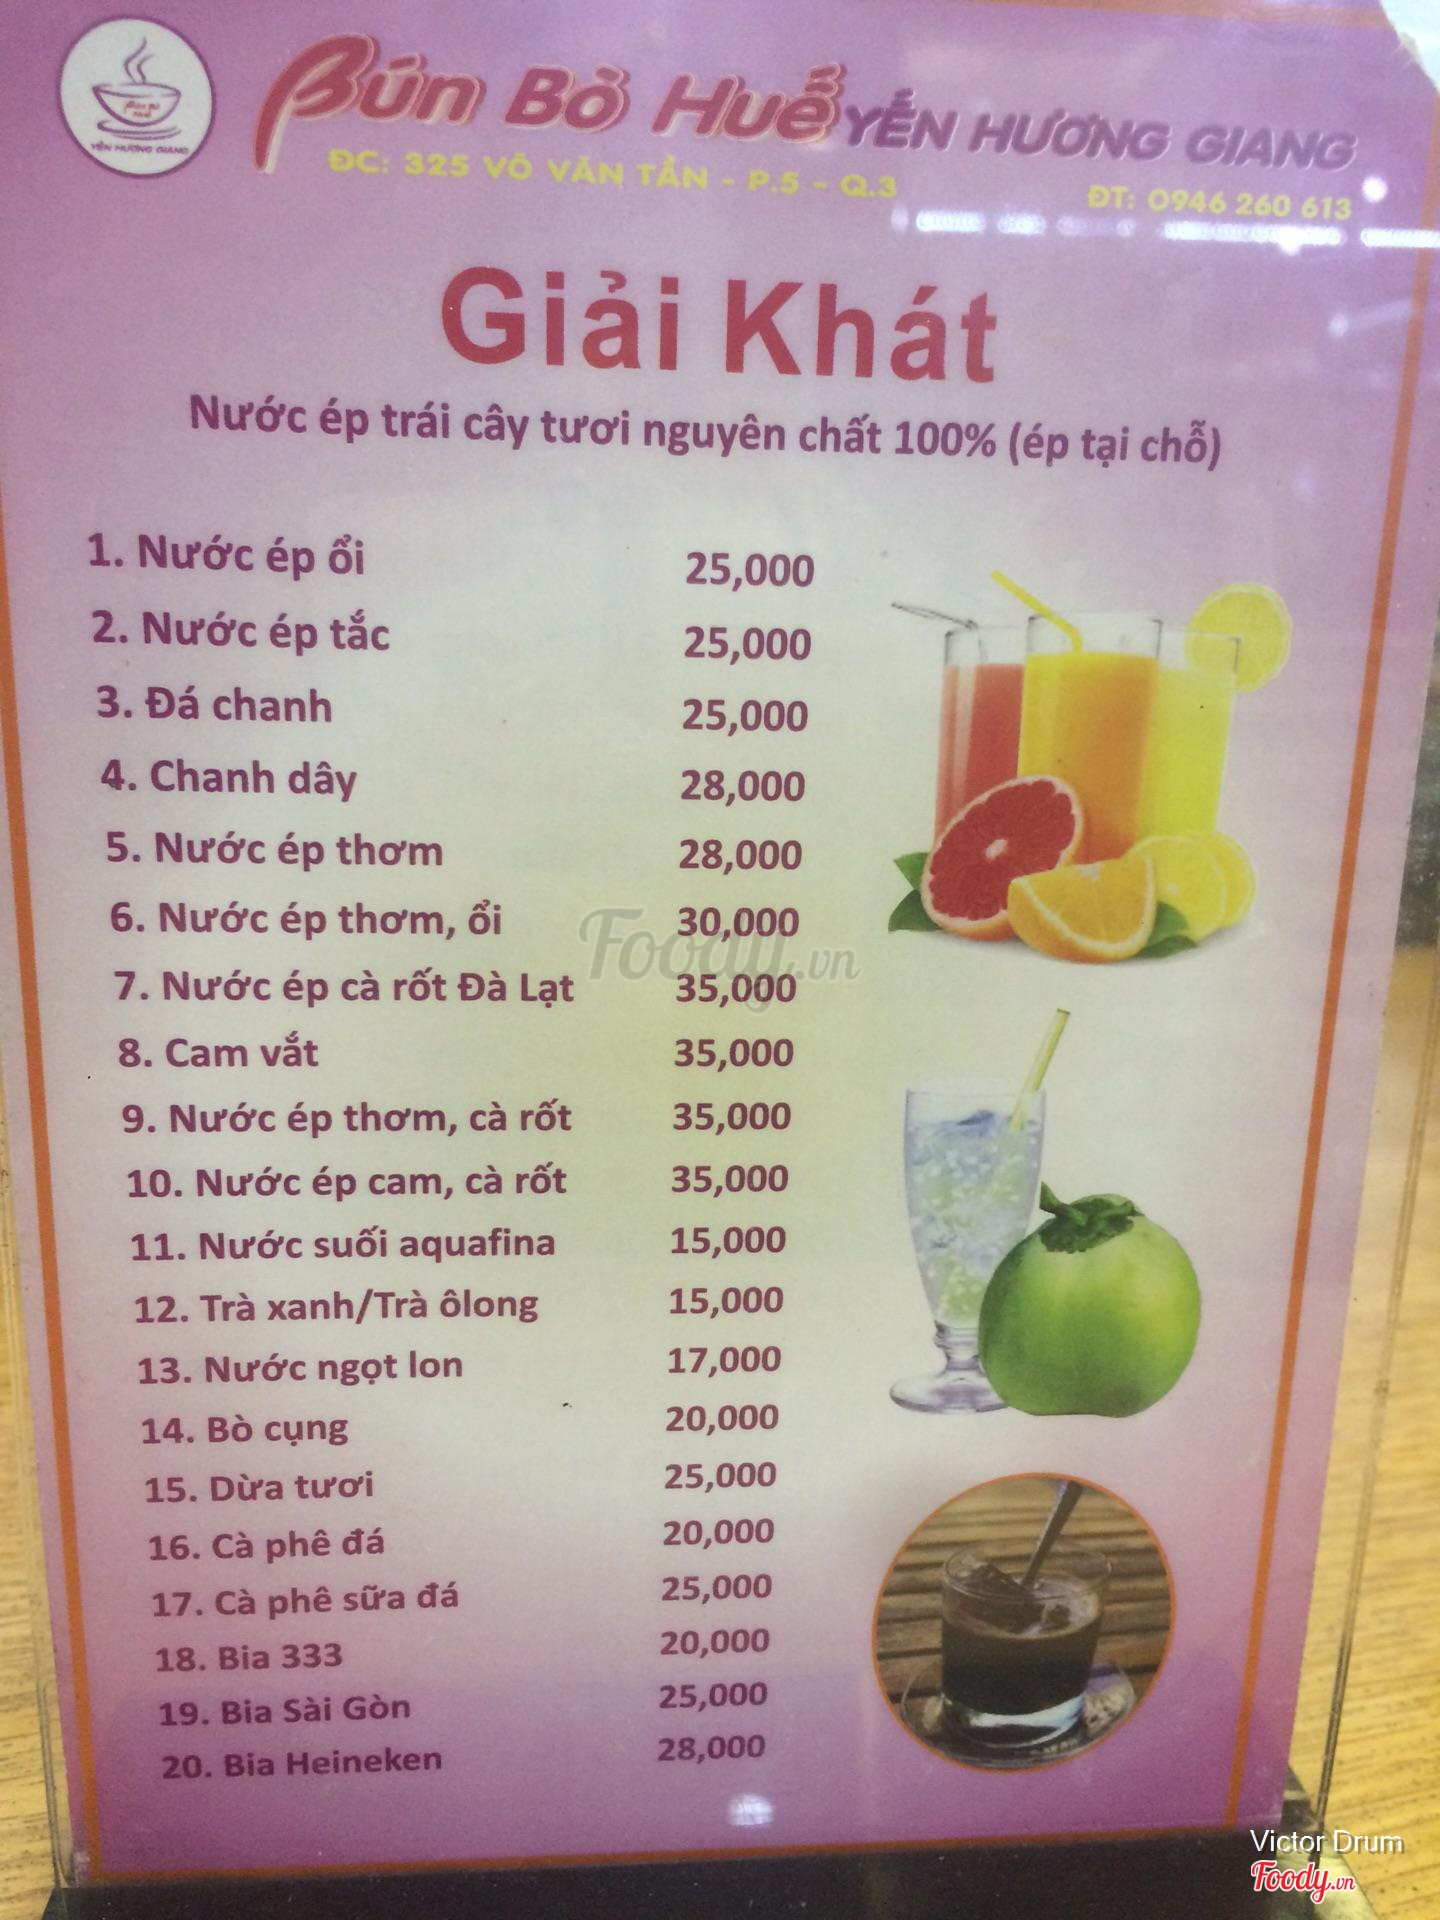 Bún Bò Huế
YẾN HƯƠNG GIANG
Bún Bò Huế YẾN HƯƠNG GIANG
ĐC: 325 VÕ VĂN TẦN - P.5 - Q.3 ĐT: 0946 260 613
Giải Khát
Nước ép trái cây tươi nguyên chất 100% (ép tại chỗ)
1. Nước ép ổi 25,000
2. Nước ép tắc 25,000
3. Đá chanh 25,000
4. Chanh dây 28,000
5. Nước ép thơm 28,000
6. Nước ép thơm, ổi 30,000
7. Nước ép cà rốt Đà Lạt 35,000
8. Cam vắt 35,000
9. Nước ép thơm, cà rốt 35,000
10. Nước ép cam, cà rốt 35,000
11. Nước suối aquafina 15,000
12. Trà xanh/Trà ôlong 15,000
13. Nước ngọt lon 17,000
14. Bò cụng 20,000
15. Dừa tươi 25,000
16. Cà phê đá 20,000
17. Cà phê sữa đá 25,000
18. Bia 333 20,000
19. Bia Sài Gòn 25,000
20. Bia Heineken 28,000
Foody.vn
Victor Drum
Foody.vn